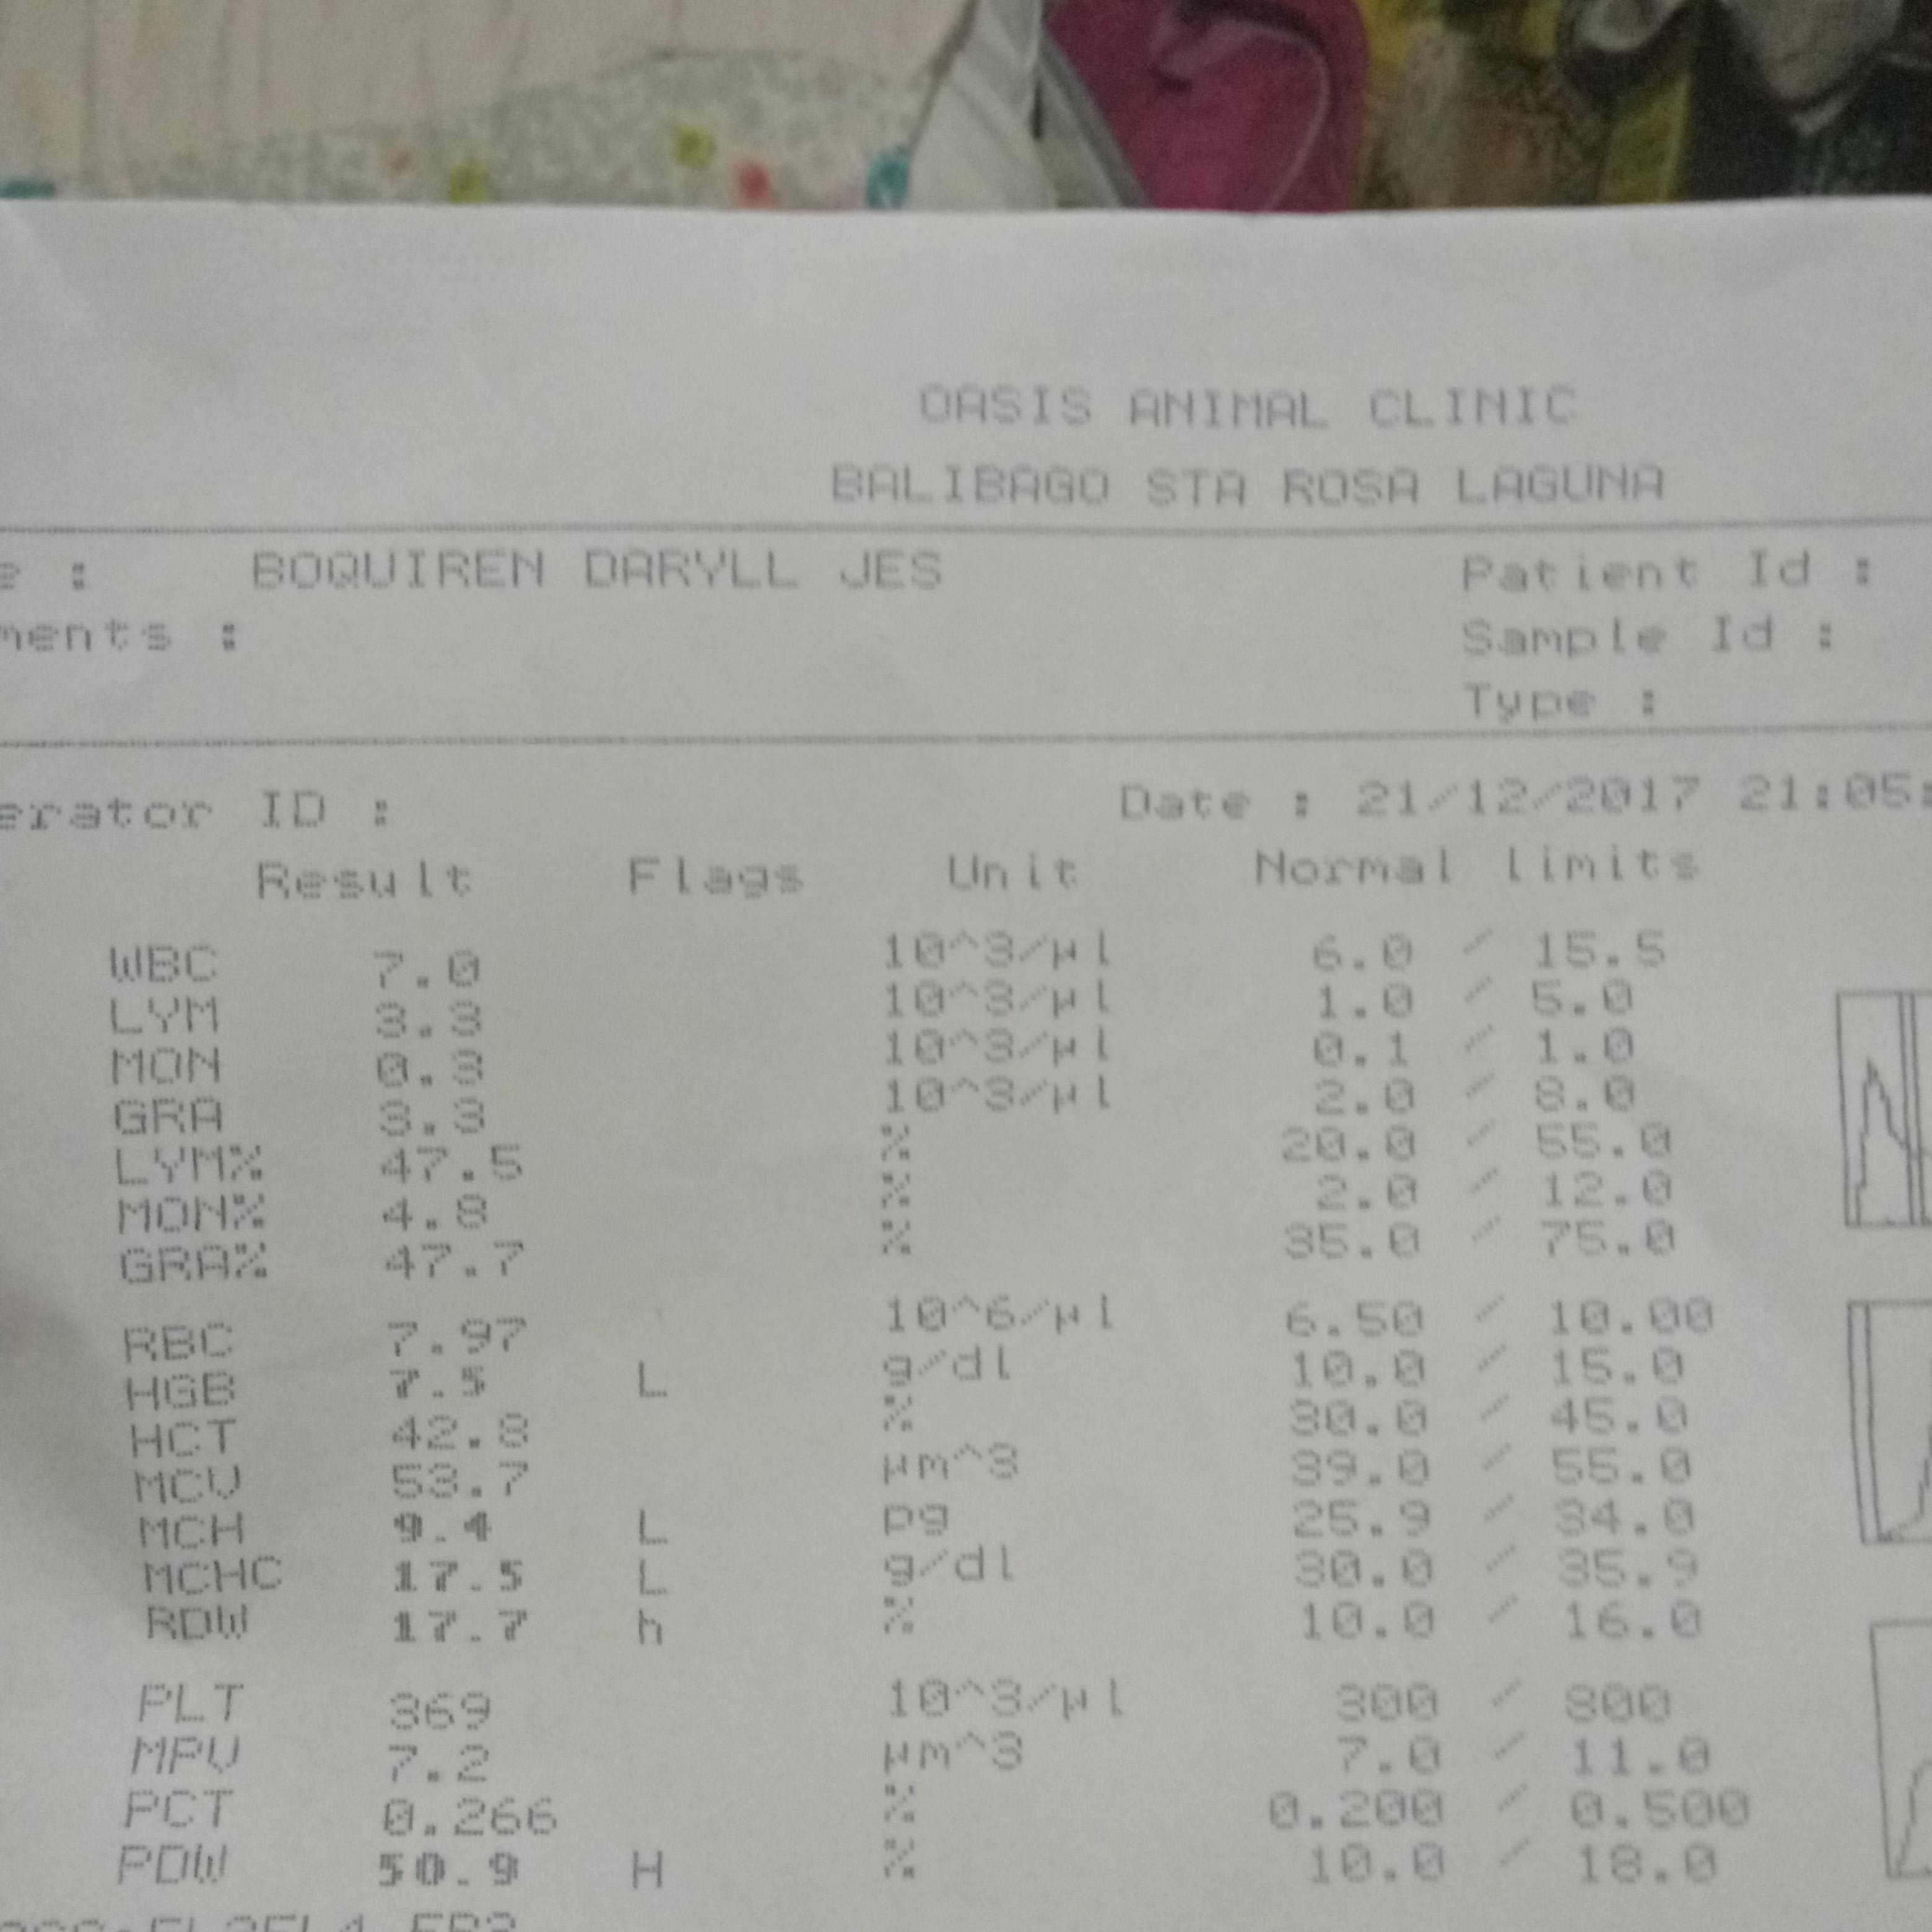 OASIS ANIMAL CLINIC
BALIBAGO STA ROSA LAGUNA
e : BOQUIREN DARYLL JES Patient Id :
ments : Sample Id :
Type :
erator ID : Date : 21/12/2017 21:05:
Result Flags Unit Normal limits
WBC 7.0 10^3/µl 6.0 - 15.5
LYM 3.3 10^3/µl 1.0 - 5.0
MON 0.3 10^3/µl 0.1 - 1.0
GRA 3.3 10^3/µl 2.0 - 8.0
LYM% 47.5 % 20.0 - 55.0
MON% 4.8 % 2.0 - 12.0
GRA% 47.7 % 35.0 - 75.0
RBC 7.97 10^6/µl 6.50 - 10.00
HGB 7.5 L g/dl 10.0 - 15.0
HCT 42.8 % 30.0 - 45.0
MCV 53.7 µm^3 39.0 - 55.0
MCH 9.4 L pg 25.9 - 34.0
MCHC 17.5 L g/dl 30.0 - 35.9
RDW 17.7 h % 10.0 - 16.0
PLT 369 10^3/µl 300 - 800
MPV 7.2 µm^3 7.0 - 11.0
PCT 0.266 % 0.200 - 0.500
PDW 50.9 H % 10.0 - 18.0